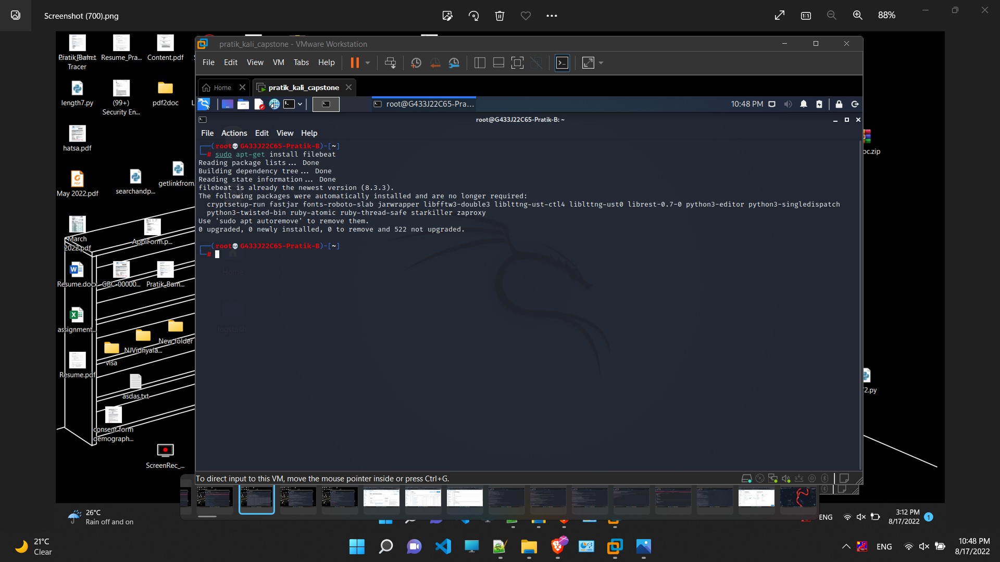 Screenshot (700).png
88%
Tracer
Resume_Pra...
Content.pdf
length7.py
(99+)
Security En...
pdf2doc
hatsa.pdf
May 2022.pdf
searchandp...
getlinkfrom.
March
2022.pdf
ApplForm.p...
Resume.docx
GBC-00000...
Pratik_Bam...
assignment...
New folder
NJVidhyala...
visa
Resume.pdf
asdas.txt
consent form
demograph...
ScreenRec_...
oc.zip
2.py
pratik_kali_capstone - VMware Workstation
File Edit View VM Tabs Help
Home
pratik_kali_capstone
root@G433J22C65-Pra...
10:48 PM
root@G433J22C65-Pratik-B: ~
File Actions Edit View Help
┌──(root💀G433J22C65-Pratik-B)-[~]
└─# sudo apt-get install filebeat
Reading package lists... Done
Building dependency tree... Done
Reading state information... Done
filebeat is already the newest version (8.3.3).
The following packages were automatically installed and are no longer required:
cryptsetup-run fastjar fonts-roboto-slab jarwrapper libfftw3-double3 liblttng-ust-ctl4 liblttng-ust0 librest-0.7-0 python3-editor python3-singledispatch
python3-twisted-bin ruby-atomic ruby-thread-safe starkiller zaproxy
Use 'sudo apt autoremove' to remove them.
0 upgraded, 0 newly installed, 0 to remove and 522 not upgraded.
┌──(root💀G433J22C65-Pratik-B)-[~]
└─#
Home
logstash
To direct input to this VM, move the mouse pointer inside or press Ctrl+G.
26°C
Rain off and on
ENG
3:12 PM
8/17/2022
1
21°C
Clear
ENG
10:48 PM
8/17/2022